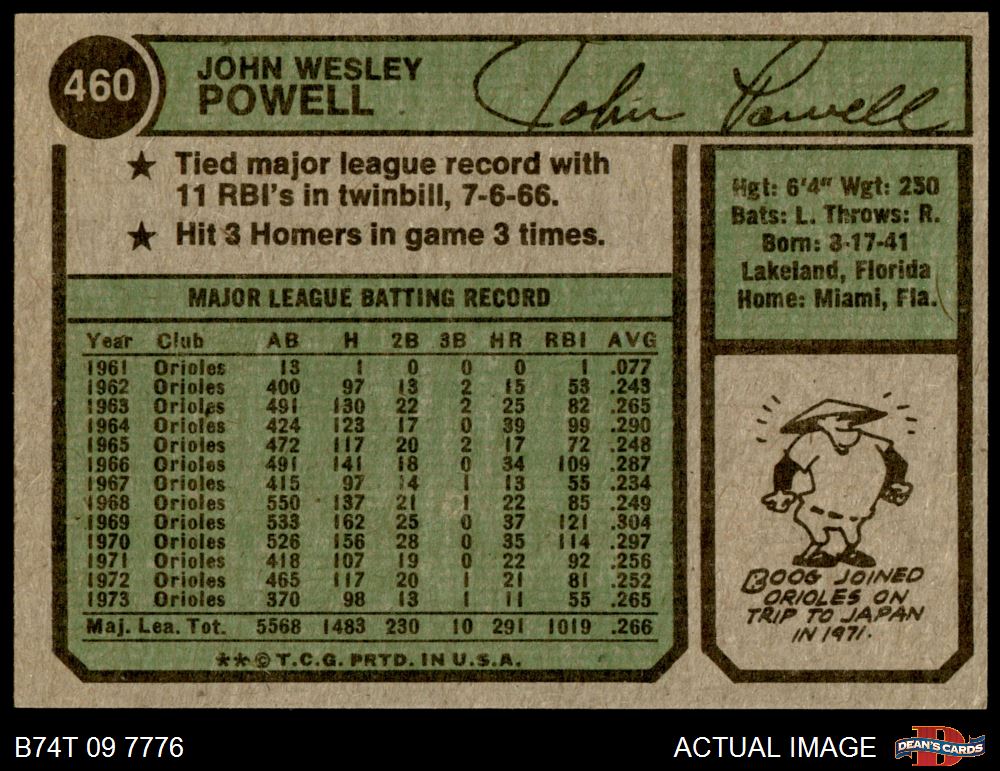 460
JOHN WESLEY
POWELL
John Powell
★ Tied major league record with
11 RBI's in twinbill, 7-6-66.
★ Hit 3 Homers in game 3 times.
MAJOR LEAGUE BATTING RECORD
Year Club AB H 2B 3B HR RBI AVG
1961 Orioles 13 1 0 0 0 1 .077
1962 Orioles 400 97 13 2 15 53 .243
1963 Orioles 491 130 22 2 25 82 .265
1964 Orioles 424 123 17 0 39 99 .290
1965 Orioles 472 117 20 2 17 72 .248
1966 Orioles 491 141 18 0 34 109 .287
1967 Orioles 415 97 14 1 13 55 .234
1968 Orioles 550 137 21 1 22 85 .249
1969 Orioles 533 162 25 0 37 121 .304
1970 Orioles 526 156 28 0 35 114 .297
1971 Orioles 418 107 19 0 22 92 .256
1972 Orioles 465 117 20 1 21 81 .252
1973 Orioles 370 98 13 1 11 55 .265
Maj. Lea. Tot. 5568 1483 230 10 291 1019 .266
★★© T.C.G. PRTD. IN U.S.A.
Hgt: 6'4" Wgt: 250
Bats: L. Throws: R.
Born: 8-17-41
Lakeland, Florida
Home: Miami, Fla.
BOOG JOINED
ORIOLES ON
TRIP TO JAPAN
IN 1971.
B74T 09 7776
ACTUAL IMAGE
DEAN'S CARDS